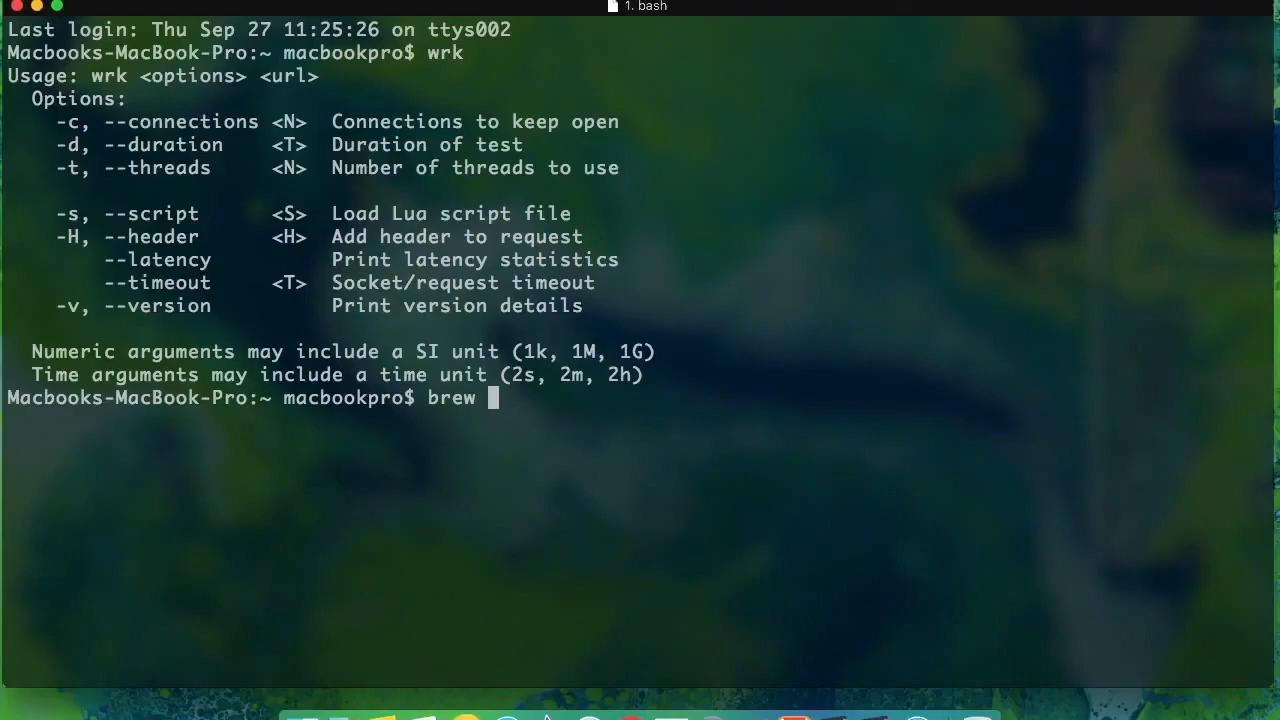 1. bash
Last login: Thu Sep 27 11:25:26 on ttys002
Macbooks-MacBook-Pro:~ macbookpro$ wrk
Usage: wrk <options> <url>
  Options:
    -c, --connections <N>  Connections to keep open
    -d, --duration    <T>  Duration of test
    -t, --threads     <N>  Number of threads to use

    -s, --script      <S>  Load Lua script file
    -H, --header      <H>  Add header to request
        --latency          Print latency statistics
        --timeout     <T>  Socket/request timeout
    -v, --version          Print version details

  Numeric arguments may include a SI unit (1k, 1M, 1G)
  Time arguments may include a time unit (2s, 2m, 2h)
Macbooks-MacBook-Pro:~ macbookpro$ brew